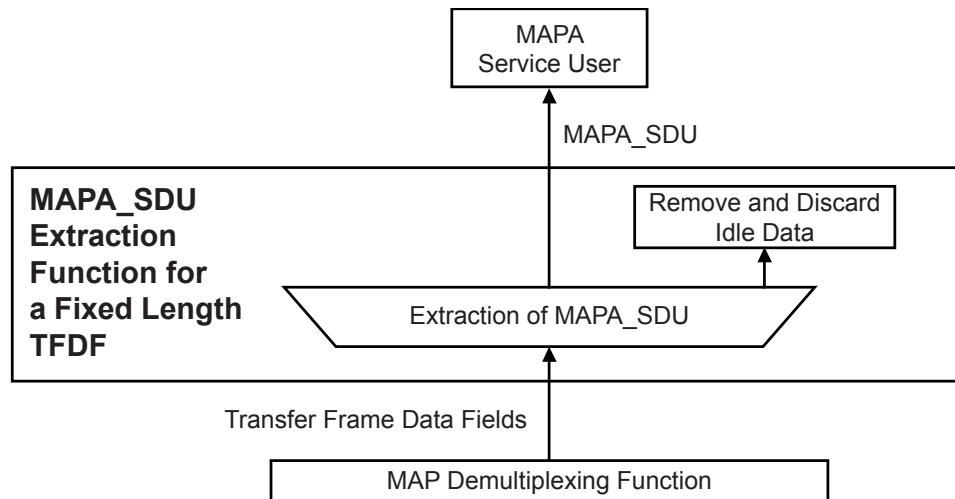 MAPA
Service User
MAPA_SDU
MAPA_SDU
Extraction
Function for
a Fixed Length
TFDF
Remove and Discard
Idle Data
Extraction of MAPA_SDU
Transfer Frame Data Fields
MAP Demultiplexing Function